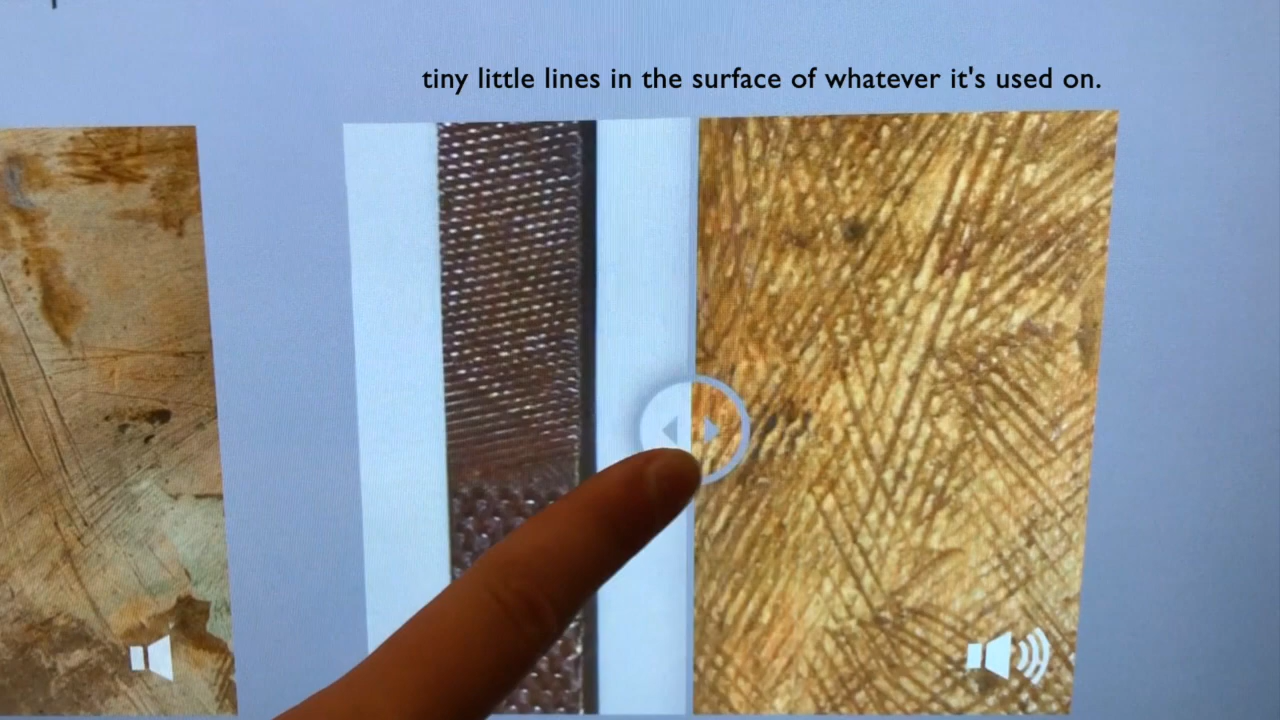 tiny little lines in the surface of whatever it's used on.